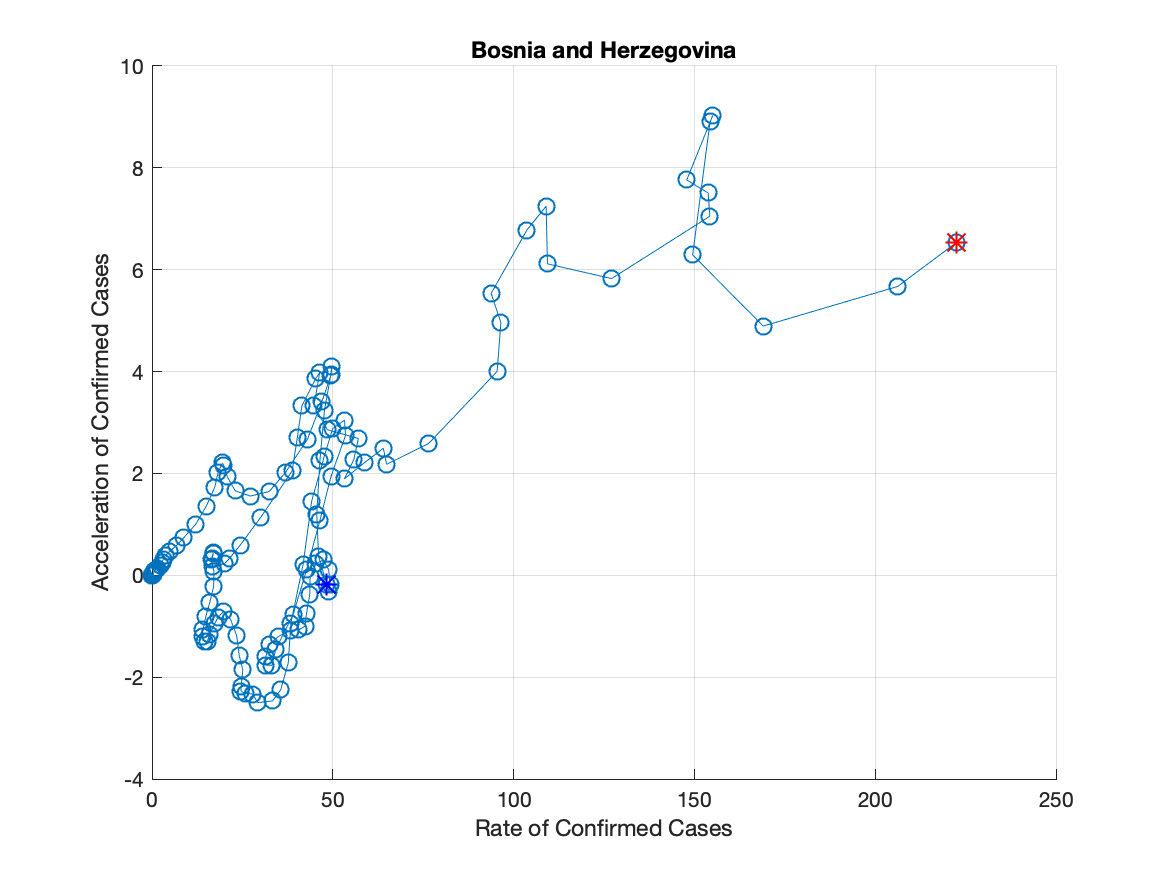 Bosnia and Herzegovina
10
8
6
4
2
0
-2
-4
Acceleration of Confirmed Cases
0 50 100 150 200 250
Rate of Confirmed Cases